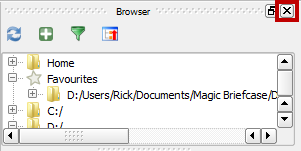 Browser
Home
Favourites
D:/Users/Rick/Documents/Magic Briefcase/D
C:/
D:/